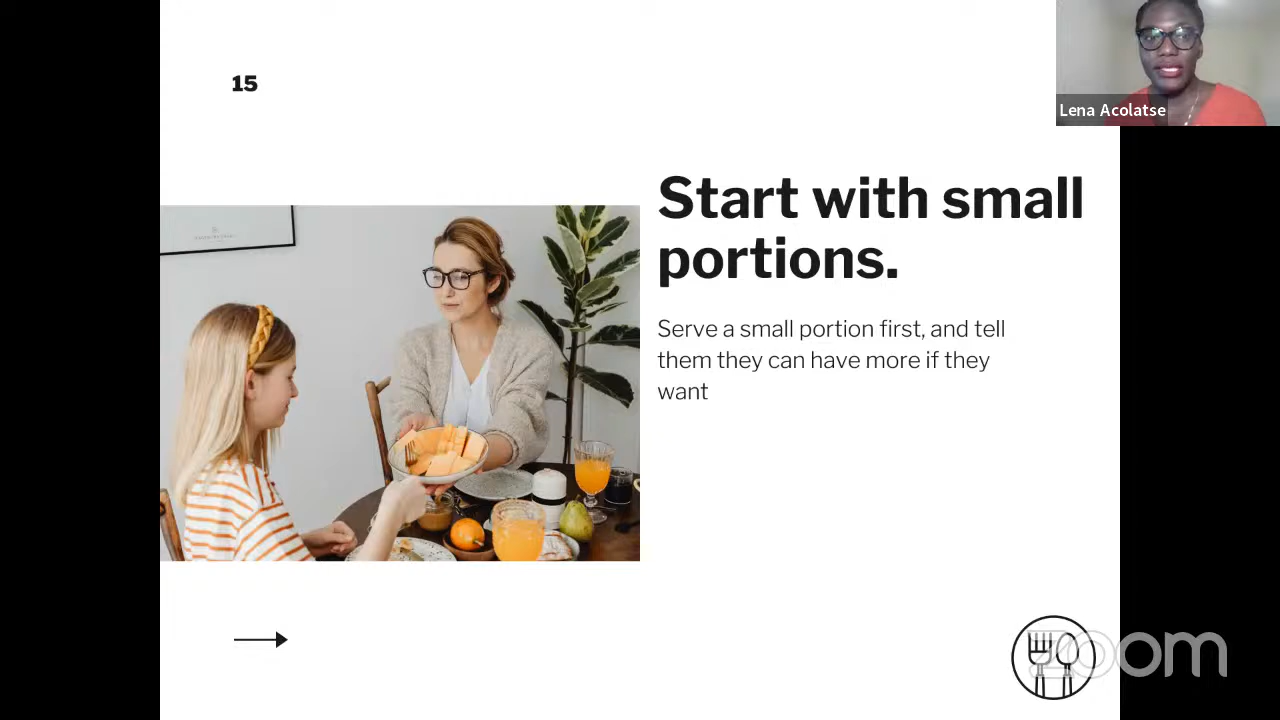 15
Lena Acolatse
Start with small
portions.
Serve a small portion first, and tell
them they can have more if they
want
zoom